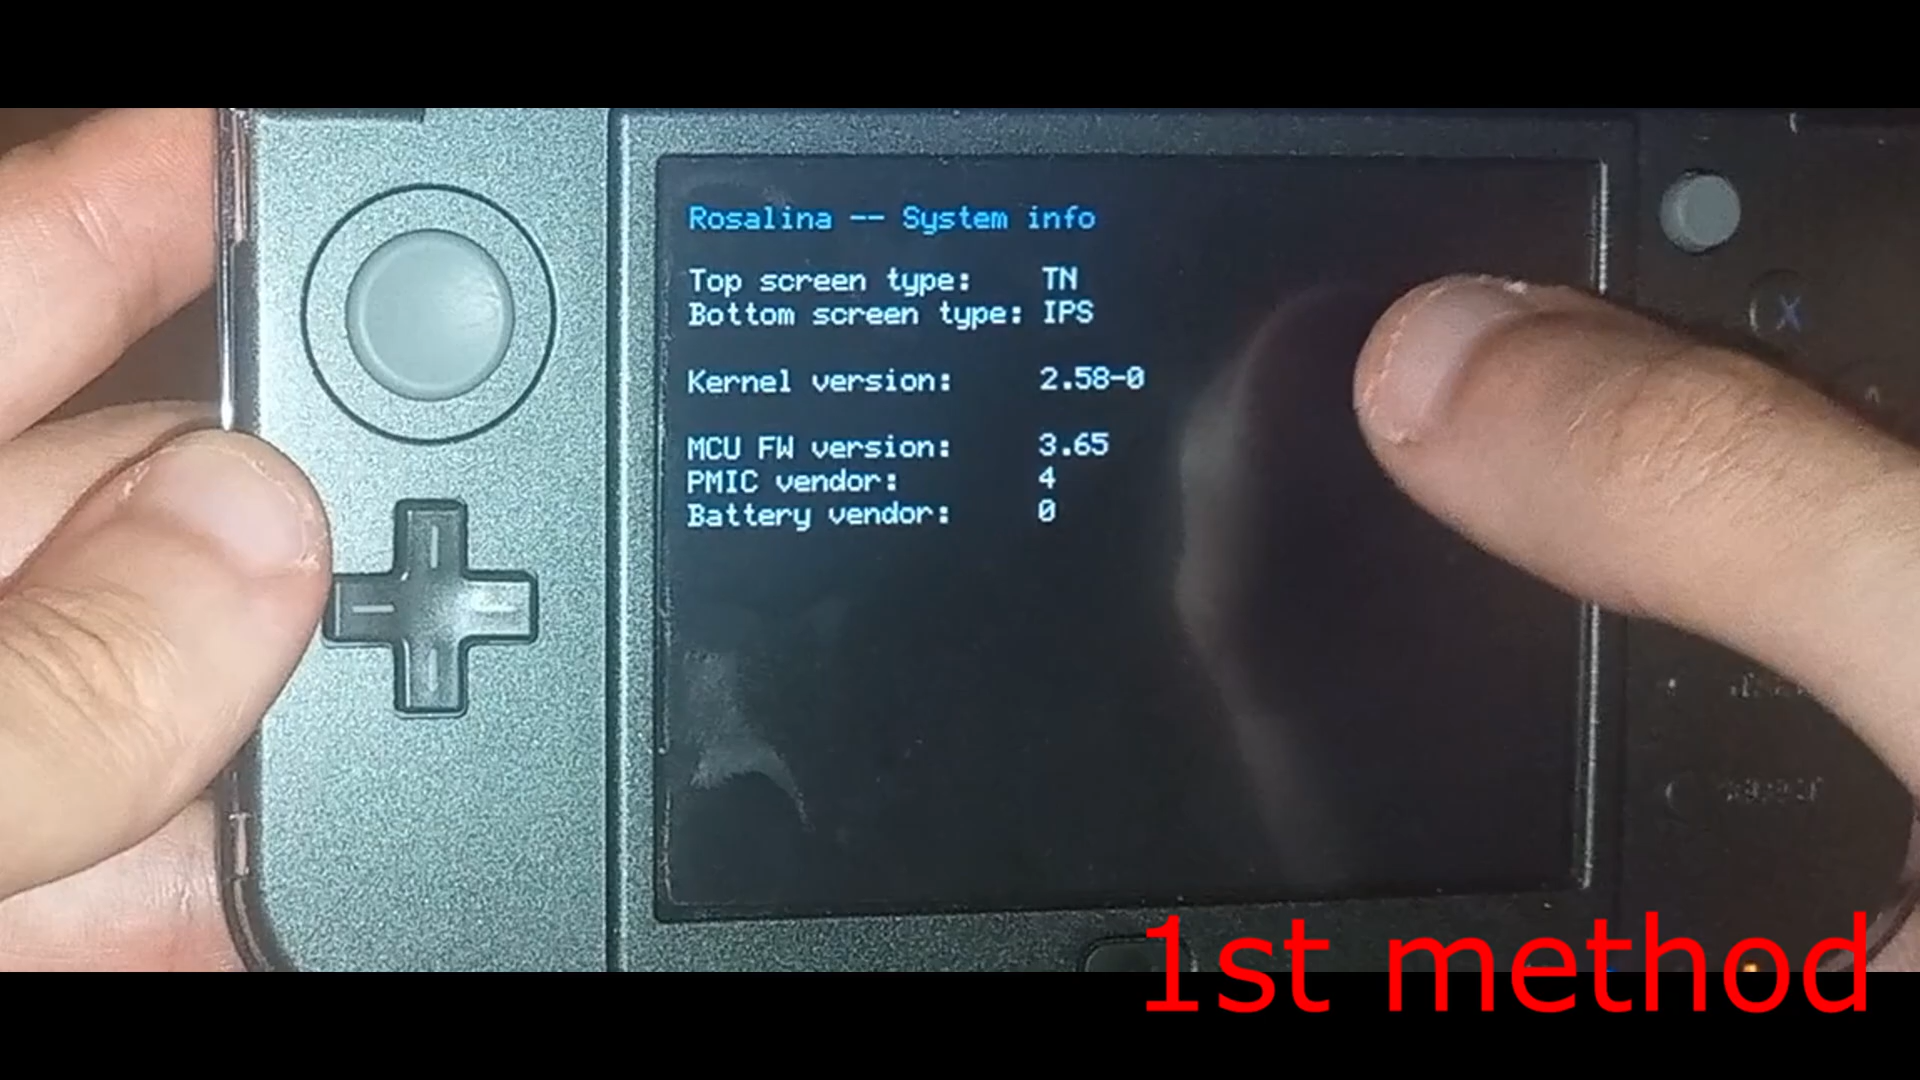 Rosalina -- System info
Top screen type: TN
Bottom screen type: IPS
Kernel version: 2.58-0
MCU FW version: 3.65
PMIC vendor: 4
Battery vendor: 0
X
1st method